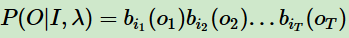 P(O|I, λ) = b_{i_1}(o_1)b_{i_2}(o_2)...b_{i_T}(o_T)